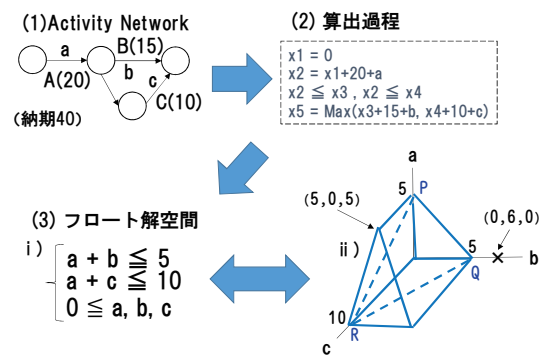 (1)Activity Network
a
B(15)
A(20)
b
c
C(10)
(納期40)
(2) 算出過程
x1 = 0
x2 = x1+20+a
x2 ≦ x3 , x2 ≦ x4
x5 = Max(x3+15+b, x4+10+c)
(3) フロート解空間
i)
a + b ≦ 5
a + c ≦ 10
0 ≦ a, b, c
ii)
a
5
P
(5,0,5)
(0,6,0)
5
b
Q
10
R
c